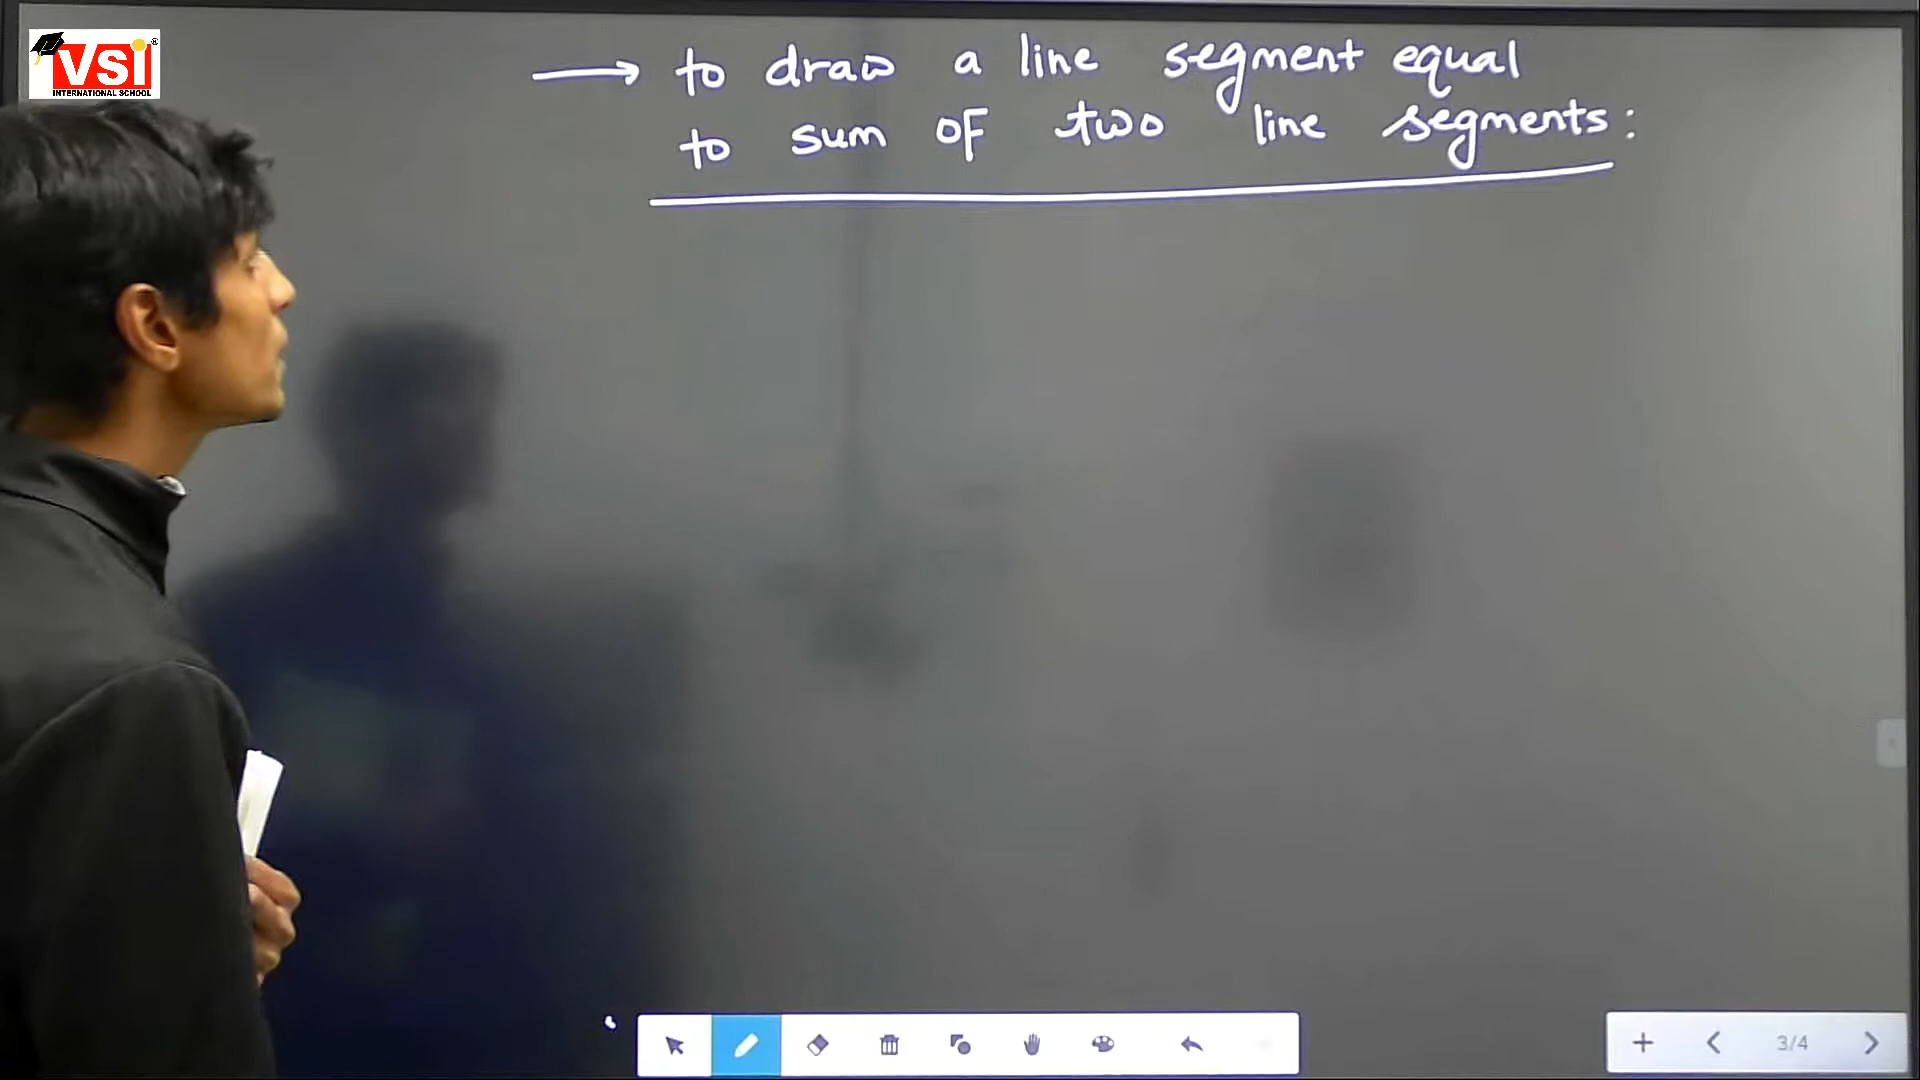 VSI
INTERNATIONAL SCHOOL
→ to draw a line segment equal
to sum of two line segments:
3/4